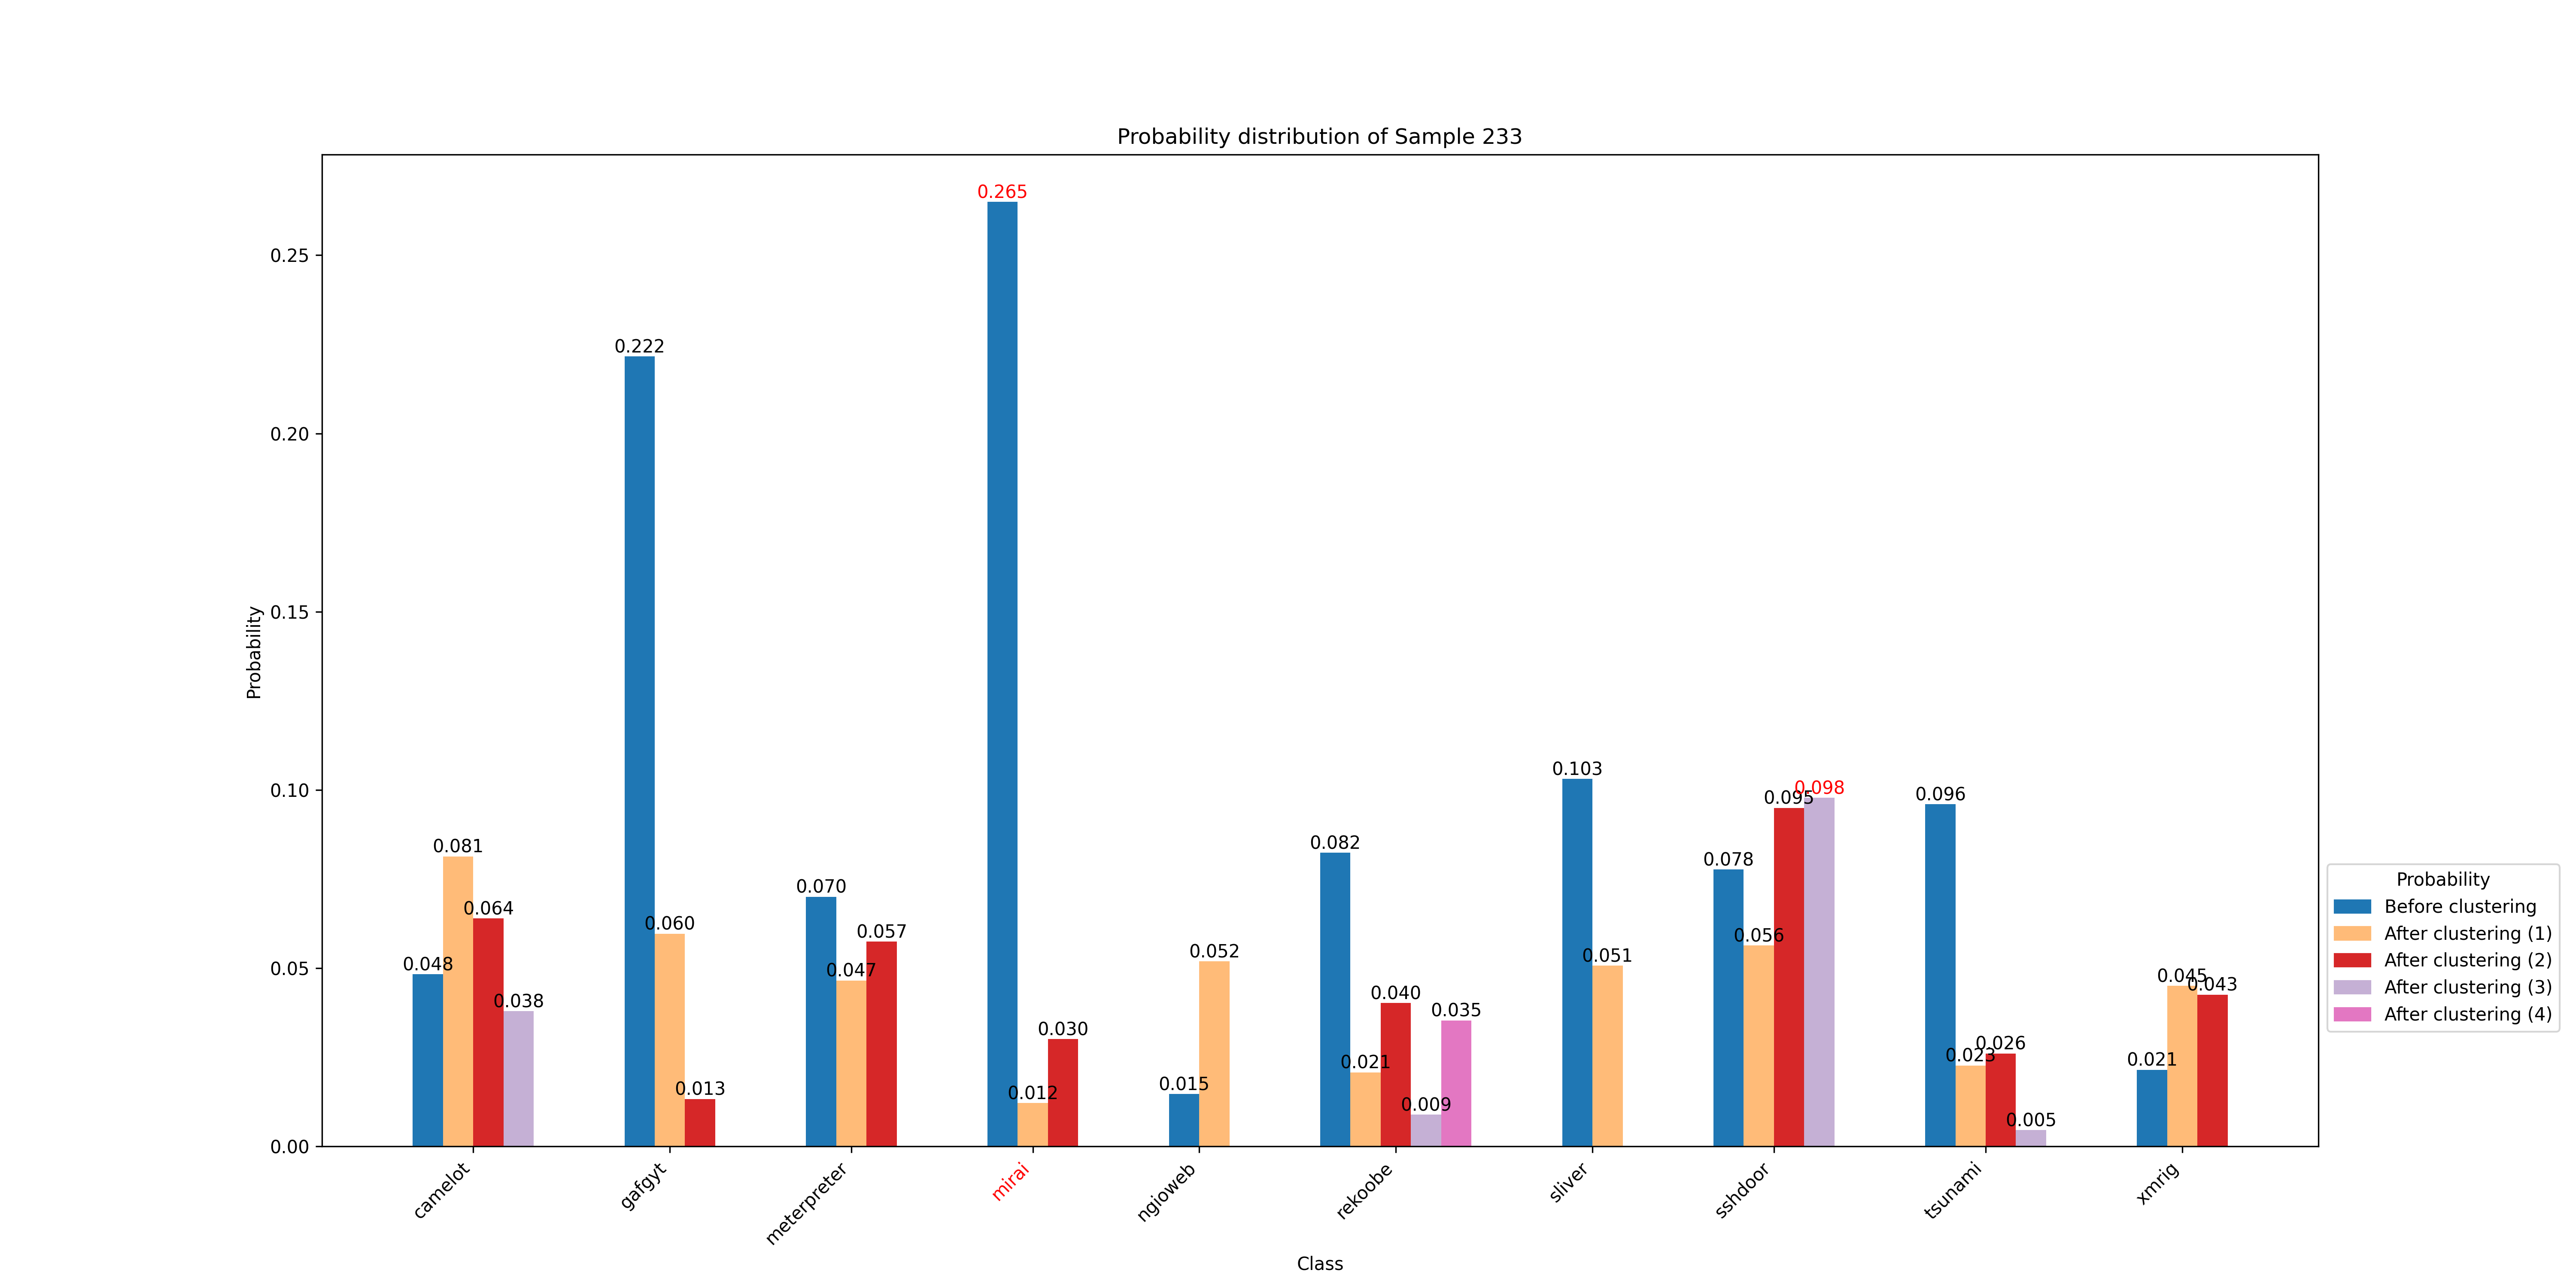 Probability distribution of Sample 233
Probability
0.25
0.20
0.15
0.10
0.05
0.00
0.048
0.081
0.064
0.038
0.222
0.060
0.013
0.070
0.047
0.057
0.265
0.012
0.030
0.015
0.052
0.082
0.021
0.040
0.009
0.035
0.103
0.051
0.078
0.056
0.095
0.098
0.096
0.023
0.026
0.005
0.021
0.045
0.043
camelot
gafgyt
meterpreter
mirai
ngioweb
rekoobe
sliver
sshdoor
tsunami
xmrig
Class
Probability
Before clustering
After clustering (1)
After clustering (2)
After clustering (3)
After clustering (4)